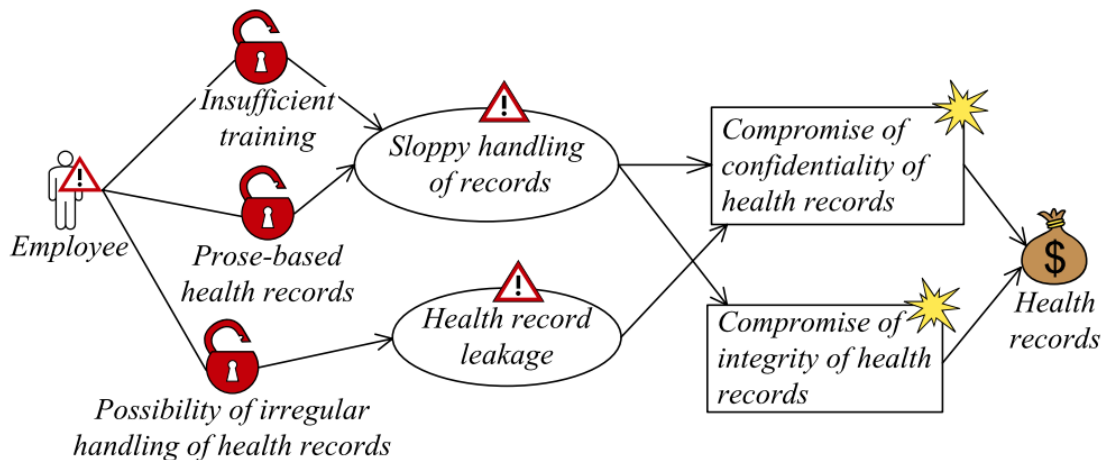 Insufficient
training
Employee
Prose-based
health records
Possibility of irregular
handling of health records
Sloppy handling
of records
Health record
leakage
Compromise of
confidentiality of
health records
Compromise of
integrity of health
records
$
Health
records